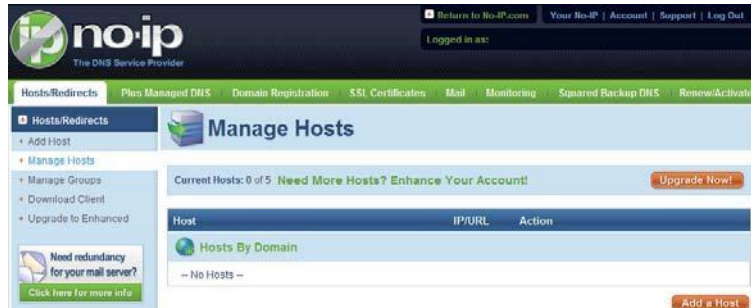 Return to No-IP.com
Your No-IP | Account | Support | Log Out
no-ip
The DNS Service Provider
Logged in as:
Hosts/Redirects Plus Managed DNS Domain Registration SSL Certificates Mail Monitoring Squared Backup DNS Renew/Activate
Hosts/Redirects
Add Host
Manage Hosts
Manage Groups
Download Client
Upgrade to Enhanced
Need redundancy
for your mail server?
Click here for more info
Manage Hosts
Current Hosts: 0 of 5 Need More Hosts? Enhance Your Account!
Upgrade Now!
Host IP/URL Action
Hosts By Domain
-- No Hosts --
Add a Host